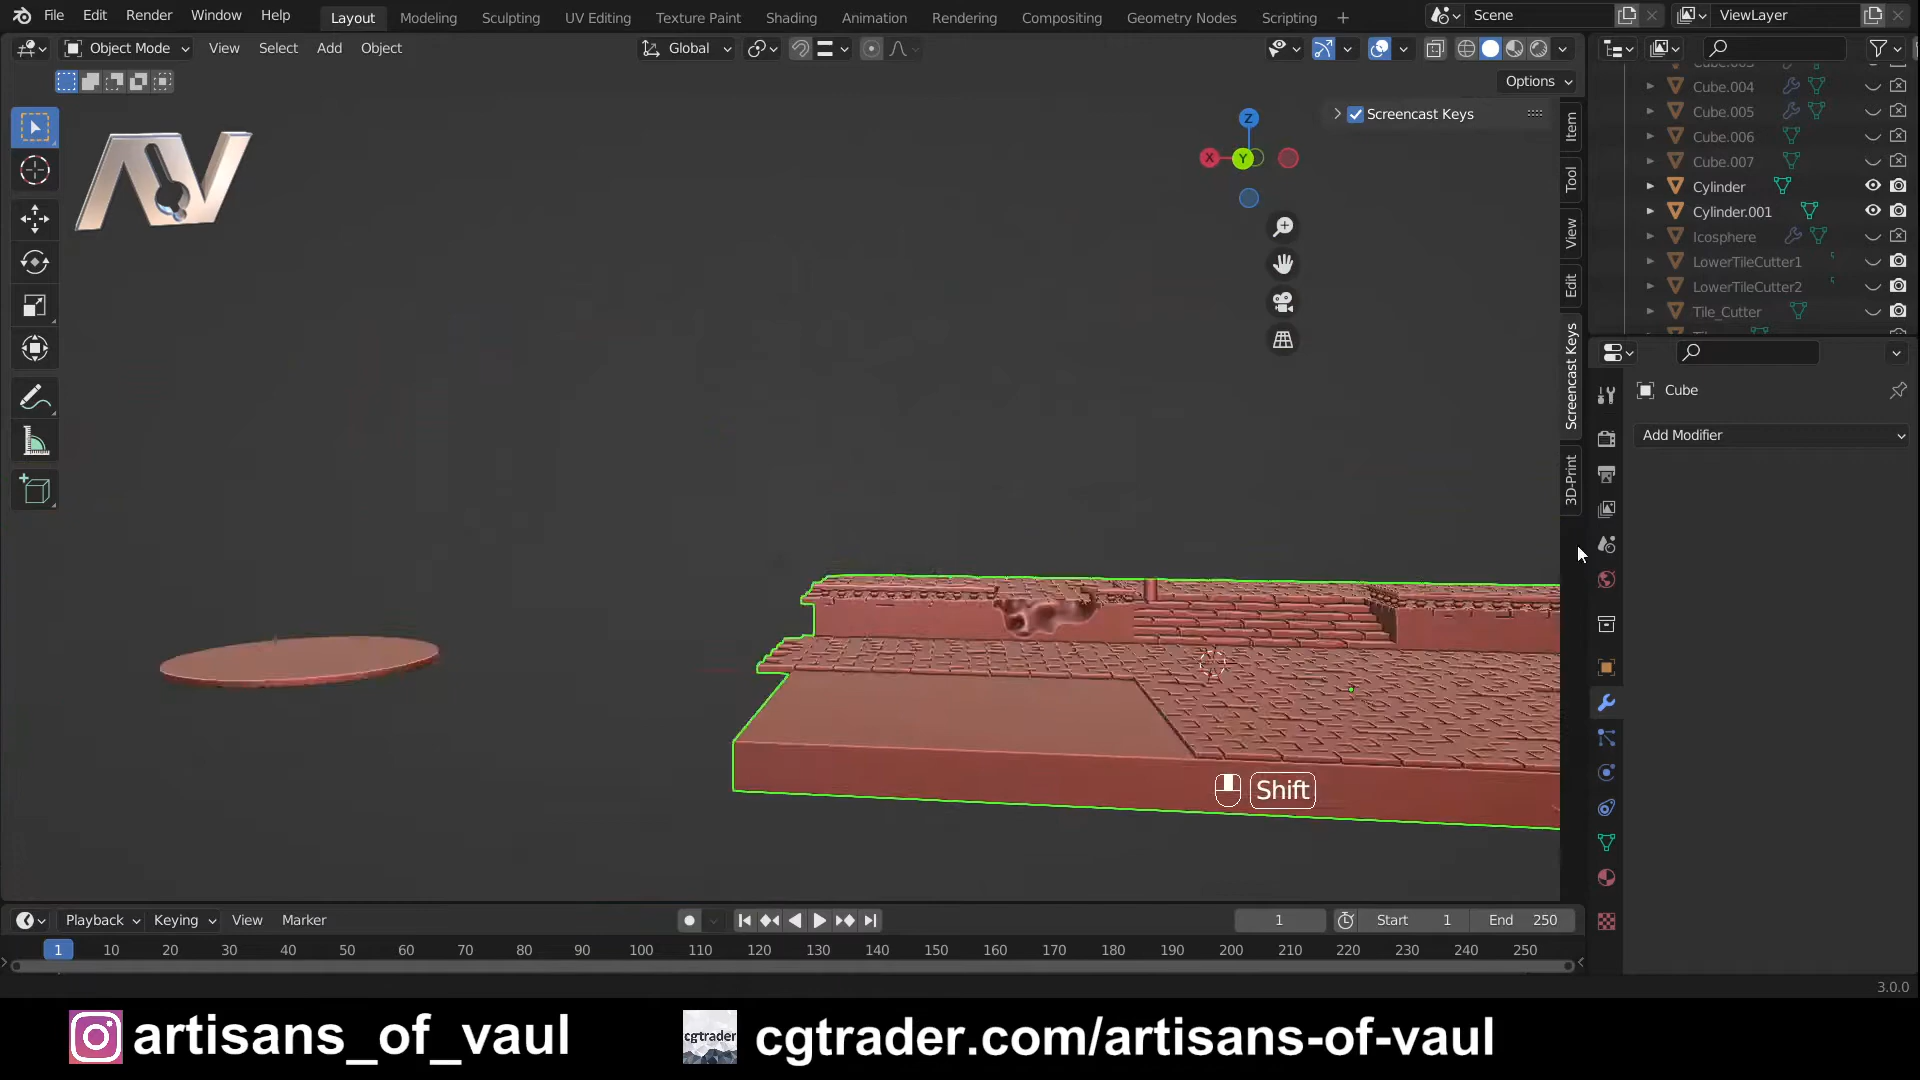 File Edit Render Window Help
Layout Modeling Sculpting UV Editing Texture Paint Shading Animation Rendering Compositing Geometry Nodes Scripting +
Scene
ViewLayer
Object Mode View Select Add Object
Global
Options
Screencast Keys
Z
X
Y
Item
Tool
View
Edit
Screencast Keys
3D-Print
Cube.004
Cube.005
Cube.006
Cube.007
Cylinder
Cylinder.001
Icosphere
LowerTileCutter1
LowerTileCutter2
Tile_Cutter
Cube
Add Modifier
Shift
Playback Keying View Marker
1
Start 1
End 250
1 10 20 30 40 50 60 70 80 90 100 110 120 130 140 150 160 170 180 190 200 210 220 230 240 250
3.0.0
artisans_of_vaul
cgtrader
cgtrader.com/artisans-of-vaul